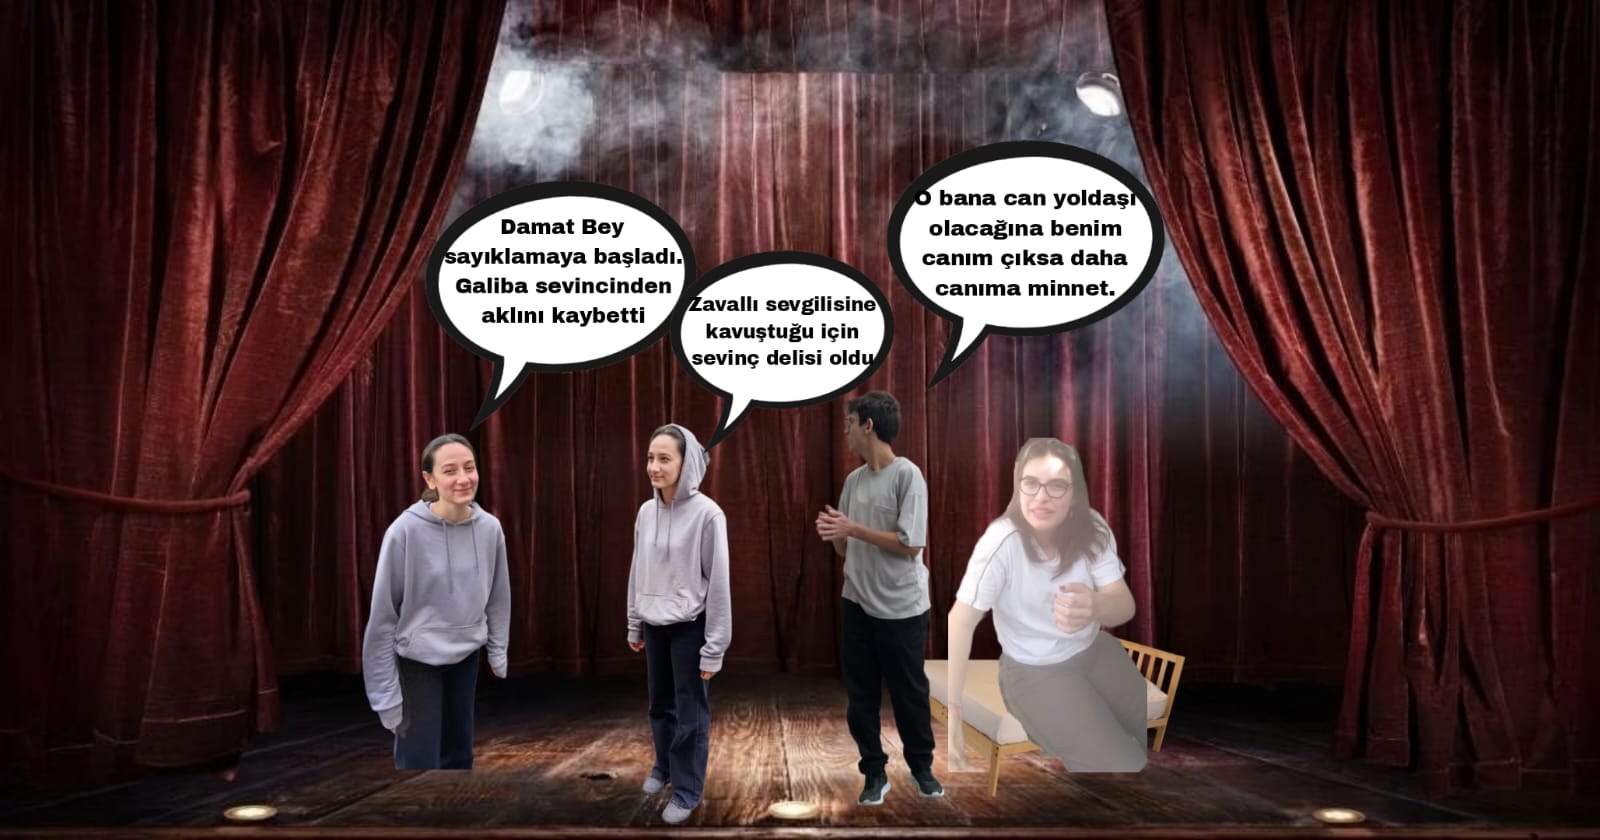 Damat Bey
sayıklamaya başladı.
Galiba sevincinden
aklını kaybetti
Zavallı sevgilisine
kavuştuğu için
sevinç delisi oldu
O bana can yoldaşı
olacağına benim
canım çıksa daha
canıma minnet.